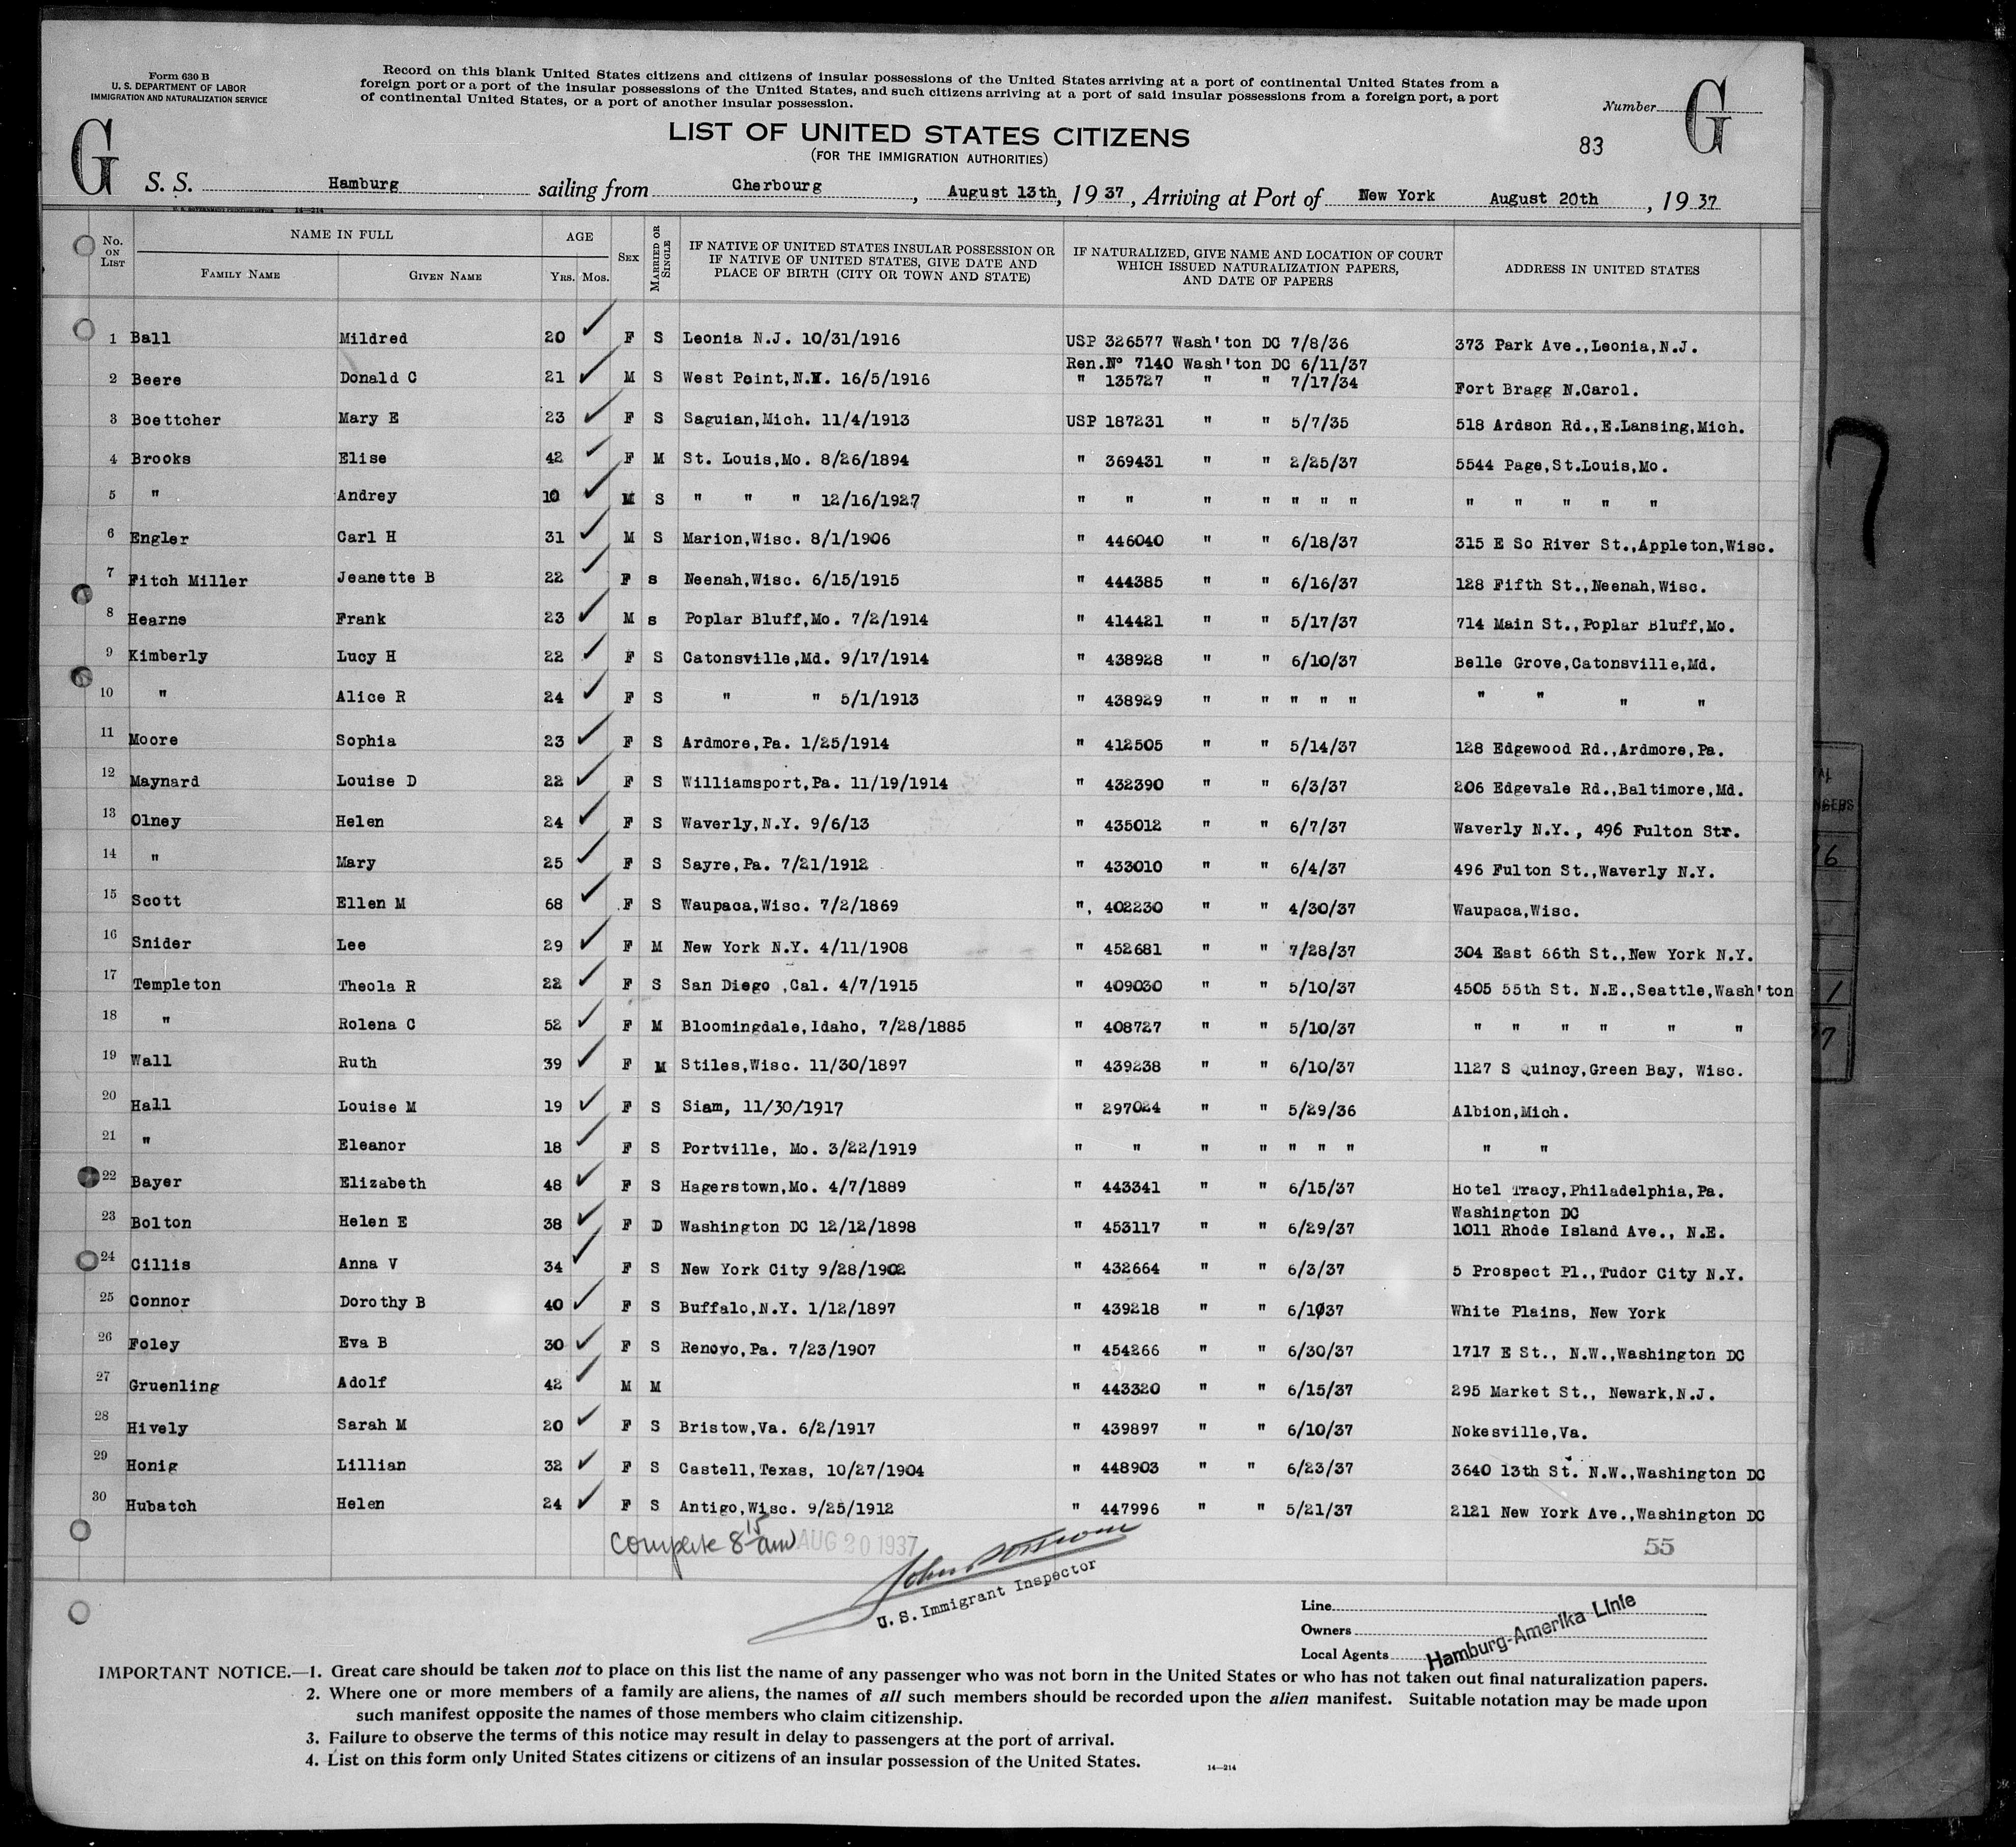 Form 630 B
U. S. DEPARTMENT OF LABOR
IMMIGRATION AND NATURALIZATION SERVICE
Record on this blank United States citizens and citizens of insular possessions of the United States arriving at a port of continental United States from a
foreign port or a port of the insular possessions of the United States, and such citizens arriving at a port of said insular possessions from a foreign port, a port
of continental United States, or a port of another insular possession.
Number
G
G
LIST OF UNITED STATES CITIZENS
(FOR THE IMMIGRATION AUTHORITIES)
83
S. S. Hamburg sailing from Cherbourg, August 13th, 1937, Arriving at Port of New York August 20th, 1937
14—214
No. ON LIST NAME IN FULL FAMILY NAME GIVEN NAME AGE YRS. MOS. SEX MARRIED OR SINGLE IF NATIVE OF UNITED STATES INSULAR POSSESSION OR IF NATIVE OF UNITED STATES, GIVE DATE AND PLACE OF BIRTH (CITY OR TOWN AND STATE) IF NATURALIZED, GIVE NAME AND LOCATION OF COURT WHICH ISSUED NATURALIZATION PAPERS, AND DATE OF PAPERS ADDRESS IN UNITED STATES
1 Ball Mildred 20 ✓ F S Leonia N.J. 10/31/1916 USP 326577 Wash'ton DC 7/8/36 373 Park Ave.,Leonia,N.J.
Ren.Nº 7140 Wash'ton DC 6/11/37
2 Beere Donald C 21 ✓ M S West Point,N.Y. 16/5/1916 " 135727 " " 7/17/34 Fort Bragg N.Carol.
3 Boettcher Mary E 23 ✓ F S Saguian,Mich. 11/4/1913 USP 187231 " " 5/7/35 518 Ardson Rd.,E.Lansing,Mich.
4 Brooks Elise 42 ✓ F M St. Louis,Mo. 8/26/1894 " 369431 " " 2/25/37 5544 Page,St.Louis,Mo.
5 " Andrey 10 ✓ M S " " " 12/16/1927 " " " " " " " " " " " "
6 Engler Carl H 31 ✓ M S Marion,Wisc. 8/1/1906 " 446040 " " 6/18/37 315 E So River St.,Appleton,Wisc.
7 Fitch Miller Jeanette B 22 ✓ F s Neenah,Wisc. 6/15/1915 " 444385 " " 6/16/37 128 Fifth St.,Neenah,Wisc.
8 Hearne Frank 23 ✓ M s Poplar Bluff,Mo. 7/2/1914 " 414421 " " 5/17/37 714 Main St.,Poplar Bluff,Mo.
9 Kimberly Lucy H 22 ✓ F S Catonsville,Md. 9/17/1914 " 438928 " " 6/10/37 Belle Grove,Catonsville,Md.
10 " Alice R 24 ✓ F S " " 5/1/1913 " 438929 " " " " " " " "
11 Moore Sophia 23 ✓ F S Ardmore,Pa. 1/25/1914 " 412505 " " 5/14/37 128 Edgewood Rd.,Ardmore,Pa.
12 Maynard Louise D 22 ✓ F S Williamsport,Pa. 11/19/1914 " 432390 " " 6/3/37 206 Edgevale Rd.,Baltimore,Md.
13 Olney Helen 24 ✓ F S Waverly,N.Y. 9/6/13 " 435012 " " 6/7/37 Waverly N.Y., 496 Fulton Str.
14 " Mary 25 ✓ F S Sayre,Pa. 7/21/1912 " 433010 " " 6/4/37 496 Fulton St.,Waverly N.Y.
15 Scott Ellen M 68 ✓ F S Waupaca,Wisc. 7/2/1869 ", 402230 " " 4/30/37 Waupaca,Wisc.
16 Snider Lee 29 ✓ F M New York N.Y. 4/11/1908 " 452681 " " 7/28/37 304 East 66th St.,New York N.Y.
17 Templeton Theola R 22 ✓ F S San Diego ,Cal. 4/7/1915 " 409030 " " 5/10/37 4505 55th St. N.E.,Seattle,Wash'ton
18 " Rolena C 52 ✓ F M Bloomingdale,Idaho, 7/28/1885 " 408727 " " 5/10/37 " " " " " "
19 Wall Ruth 39 ✓ F M Stiles,Wisc. 11/30/1897 " 439238 " " 6/10/37 1127 S Quincy,Green Bay, Wisc.
20 Hall Louise M 19 ✓ F S Siam, 11/30/1917 " 297024 " " 5/29/36 Albion,Mich.
21 " Eleanor 18 ✓ F S Portville, Mo. 3/22/1919 " " " " " " " " "
22 Bayer Elizabeth 48 ✓ F S Hagerstown,Mo. 4/7/1889 " 443341 " " 6/15/37 Hotel Tracy,Philadelphia,Pa.
Washington DC
23 Bolton Helen E 38 ✓ F D Washington DC 12/12/1898 " 453117 " " 6/29/37 1011 Rhode Island Ave., N.E.
24 Cillis Anna V 34 ✓ F S New York City 9/28/1902 " 432664 " " 6/3/37 5 Prospect Pl.,Tudor City N.Y.
25 Connor Dorothy B 40 ✓ F S Buffalo,N.Y. 1/12/1897 " 439218 " " 6/1037 White Plains, New York
26 Foley Eva B 30 ✓ F S Renovo,Pa. 7/23/1907 " 454266 " " 6/30/37 1717 E St., N.W.,Washington DC
27 Gruenling Adolf 42 ✓ M M " 443320 " " 6/15/37 295 Market St., Newark,N.J.
28 Hively Sarah M 20 ✓ F S Bristow,Va. 6/2/1917 " 439897 " " 6/10/37 Nokesville,Va.
29 Honig Lillian 32 ✓ F S Castell,Texas, 10/27/1904 " 448903 " " 6/23/37 3640 13th St. N.W.,Washington DC
30 Hubatch Helen 24 ✓ F S Antigo,Wisc. 9/25/1912 " 447996 " " 5/21/37 2121 New York Ave.,Washington DC
Complete 8 15 am AUG 20 1937
55
U. S. Immigrant Inspector
Line
Owners
Local Agents Hamburg-Amerika Linie
IMPORTANT NOTICE.—1. Great care should be taken not to place on this list the name of any passenger who was not born in the United States or who has not taken out final naturalization papers.
2. Where one or more members of a family are aliens, the names of all such members should be recorded upon the alien manifest. Suitable notation may be made upon
such manifest opposite the names of those members who claim citizenship.
3. Failure to observe the terms of this notice may result in delay to passengers at the port of arrival.
4. List on this form only United States citizens or citizens of an insular possession of the United States.
14—214
7